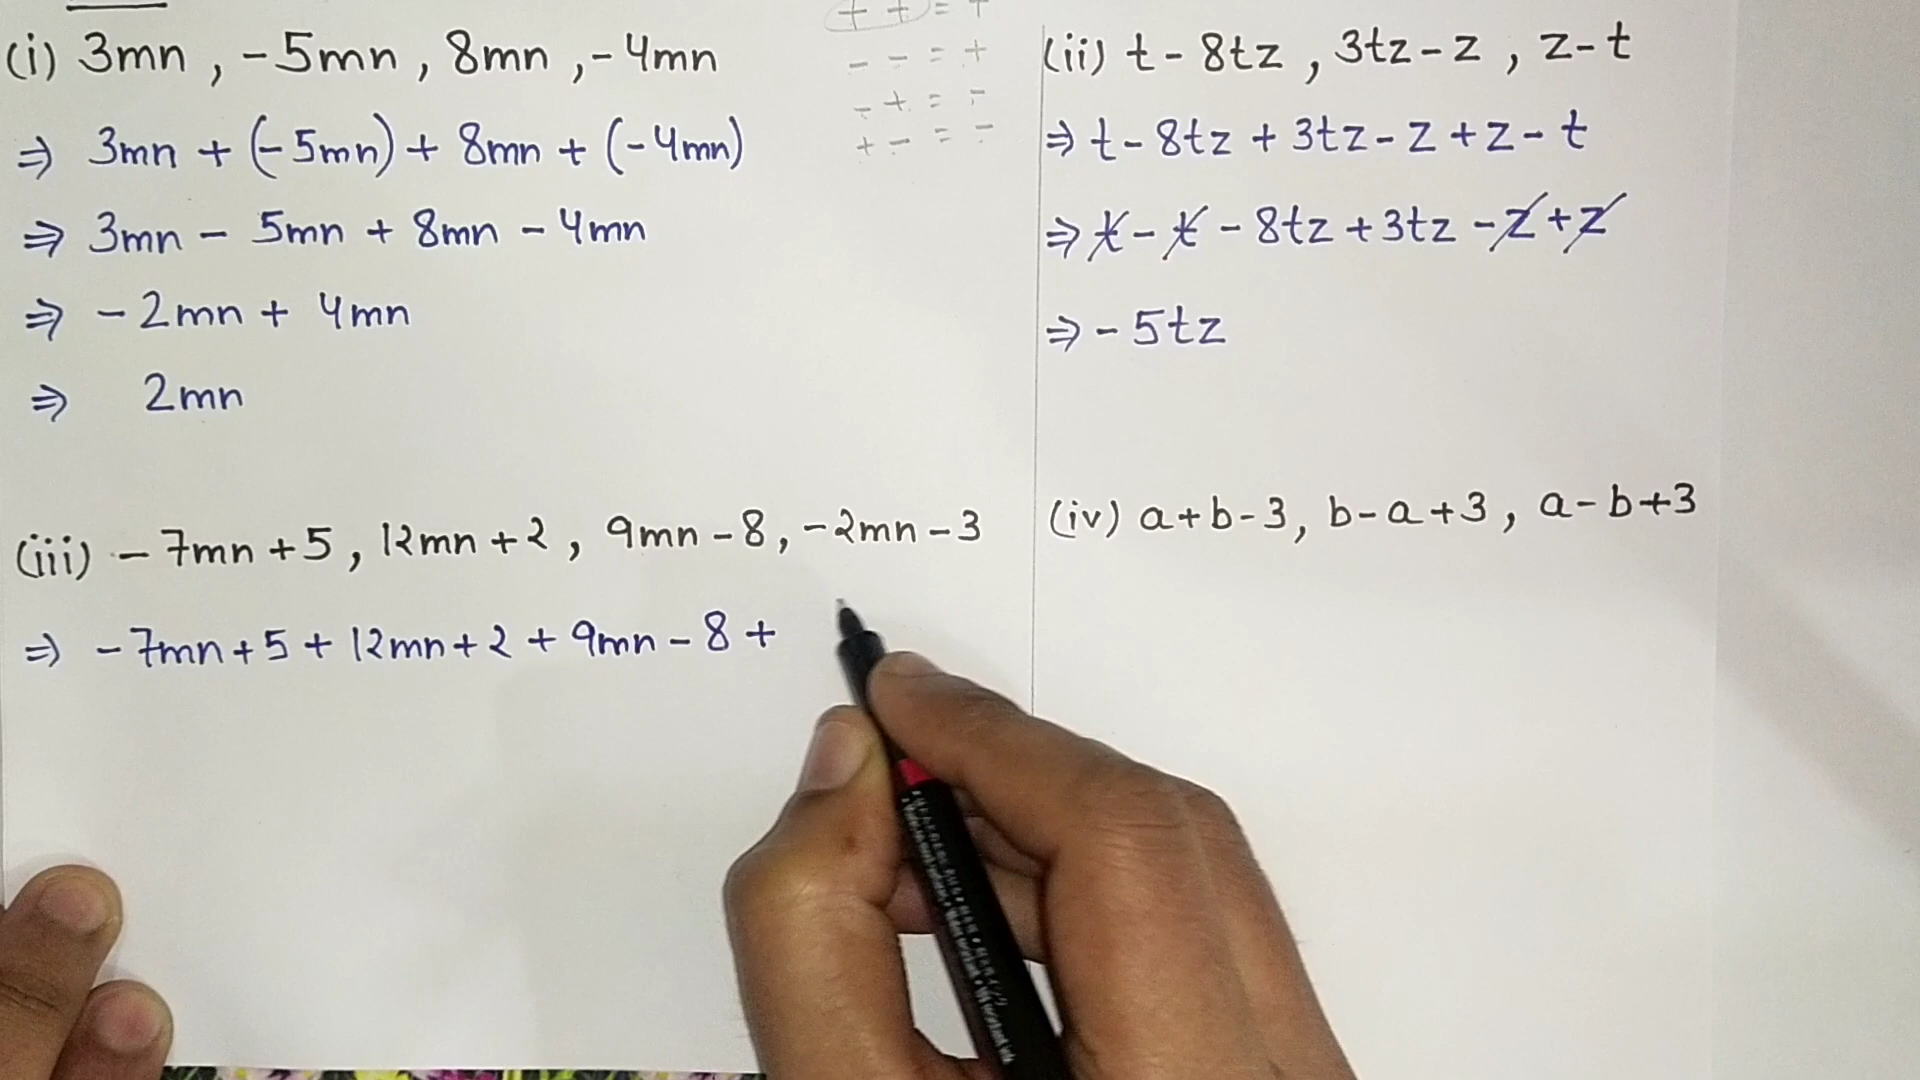 (i) 3mn , -5mn , 8mn , -4mn
⇒ 3mn + (-5mn) + 8mn + (-4mn)
⇒ 3mn - 5mn + 8mn - 4mn
⇒ -2mn + 4mn
⇒ 2mn
+ + = +
- - = +
- + = -
+ - = -
(ii) t - 8tz , 3tz - z , z - t
⇒ t - 8tz + 3tz - z + z - t
⇒ t - t - 8tz + 3tz - z + z
⇒ -5tz
(iii) - 7mn + 5 , 12mn + 2 , 9mn - 8 , -2mn - 3
⇒ -7mn + 5 + 12mn + 2 + 9mn - 8 +
(iv) a + b - 3 , b - a + 3 , a - b + 3